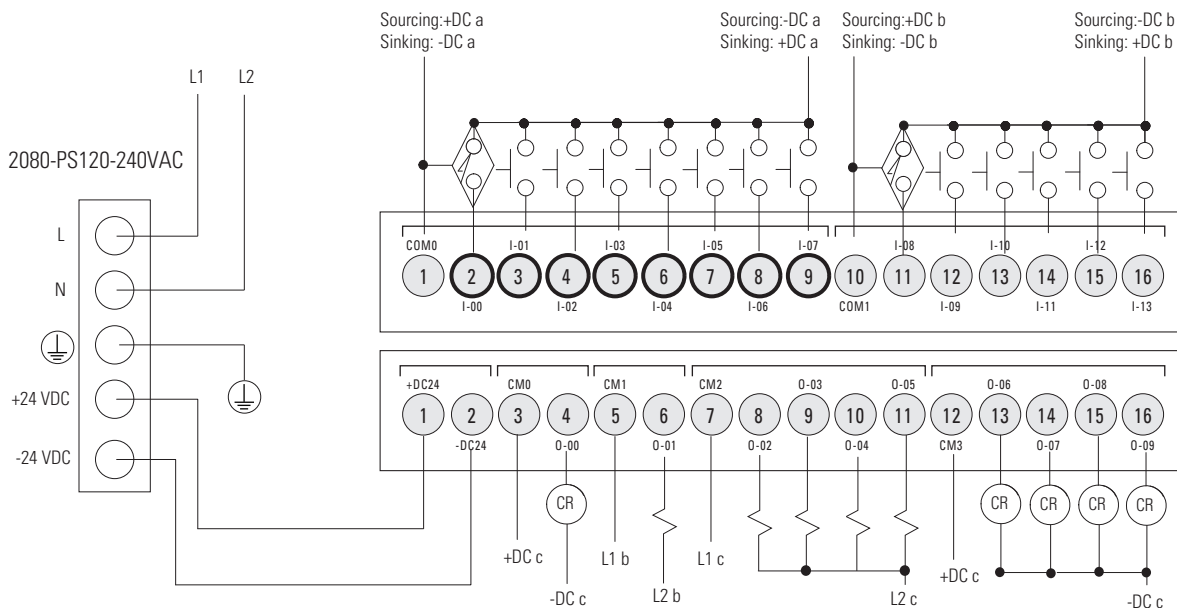 Sourcing:+DC a
Sinking: -DC a
Sourcing:-DC a
Sinking: +DC a
Sourcing:+DC b
Sinking: -DC b
Sourcing:-DC b
Sinking: +DC b
L1 L2
2080-PS120-240VAC
L
N
+24 VDC
-24 VDC
COM0 I-01 I-03 I-05 I-07 I-08 I-10 I-12
1 2 3 4 5 6 7 8 9 10 11 12 13 14 15 16
I-00 I-02 I-04 I-06 COM1 I-09 I-11 I-13
+DC24 CM0 CM1 CM2 O-03 O-05 O-06 O-08
1 2 3 4 5 6 7 8 9 10 11 12 13 14 15 16
-DC24 O-00 O-01 O-02 O-04 CM3 O-07 O-09
CR CR CR CR CR
+DC c L1 b L1 c +DC c
-DC c L2 b L2 c -DC c